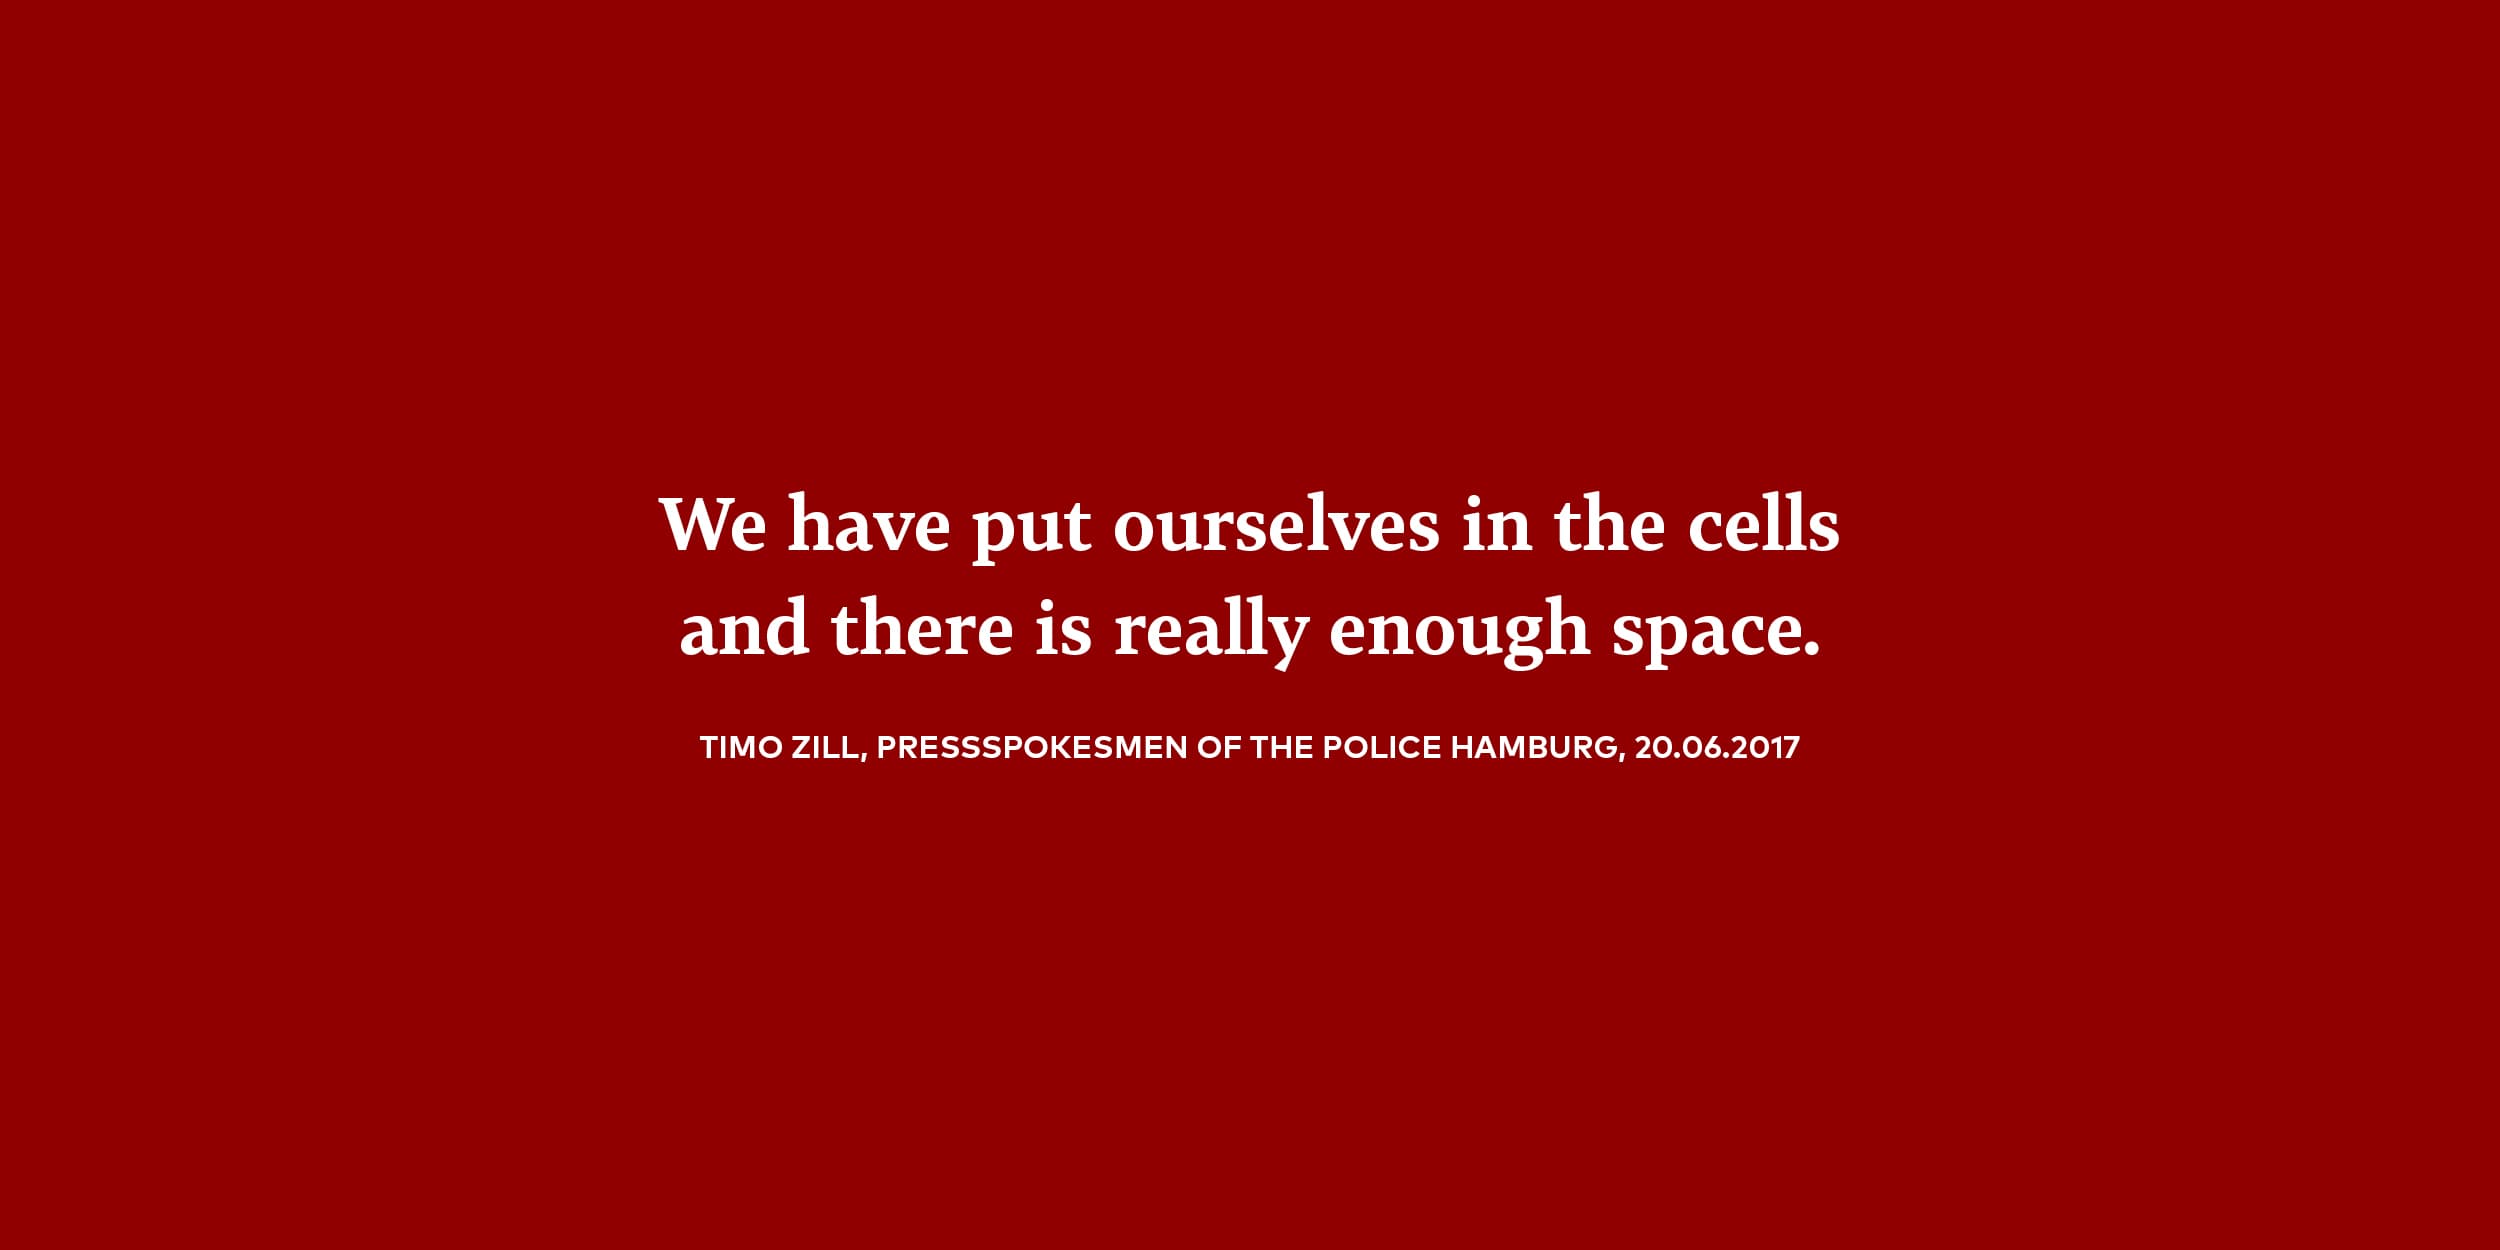 We have put ourselves in the cells
and there is really enough space.
TIMO ZILL, PRESSSPOKESMEN OF THE POLICE HAMBURG, 20.06.2017